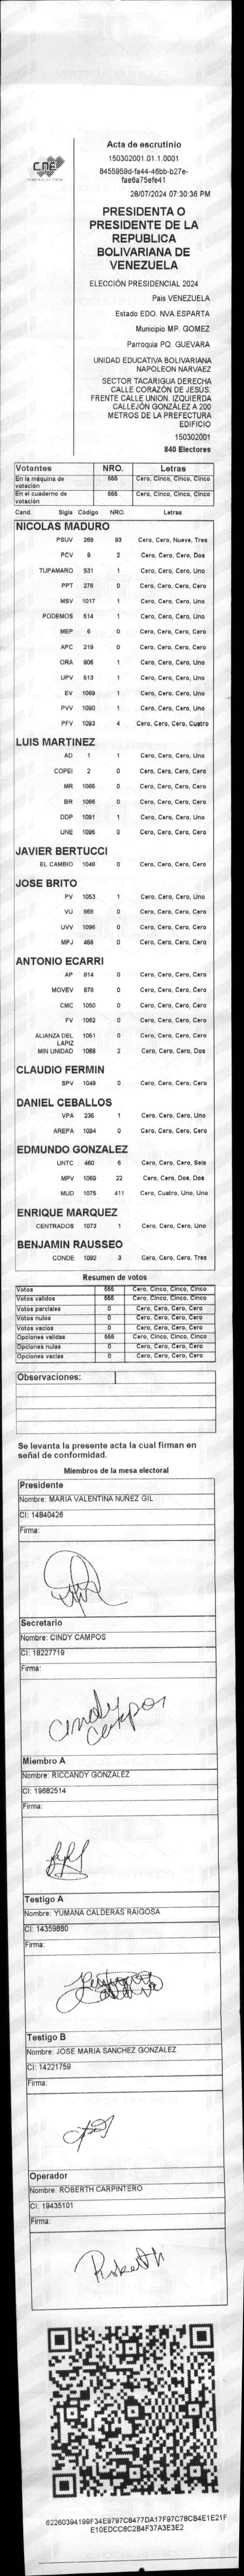 CNE
Acta de escrutinio
150302001.01.1.0001
8455959d-fa44-46bb-b27e-
fae6a75efe41
28/07/2024 07:30:36 PM
PRESIDENTA O
PRESIDENTE DE LA
REPUBLICA
BOLIVARIANA DE
VENEZUELA
ELECCIÓN PRESIDENCIAL 2024
País VENEZUELA
Estado EDO. NVA.ESPARTA
Municipio MP. GOMEZ
Parroquia PQ. GUEVARA
UNIDAD EDUCATIVA BOLIVARIANA
NAPOLEON NARVAEZ
SECTOR TACARIGUA DERECHA
CALLE CORAZÓN DE JESÚS.
FRENTE CALLE UNION. IZQUIERDA
CALLEJÓN GONZÁLEZ A 200
METROS DE LA PREFECTURA
EDIFICIO
150302001
840 Electores
Votantes NRO. Letras
En la máquina de votación 555 Cero, Cinco, Cinco, Cinco
En el cuaderno de votación 555 Cero, Cinco, Cinco, Cinco
Cand. Sigla Código NRO. Letras
NICOLAS MADURO
PSUV 269 93 Cero, Cero, Nueve, Tres
PCV 9 2 Cero, Cero, Cero, Dos
TUPAMARO 931 1 Cero, Cero, Cero, Uno
PPT 276 0 Cero, Cero, Cero, Cero
MSV 1017 1 Cero, Cero, Cero, Uno
PODEMOS 514 1 Cero, Cero, Cero, Uno
MEP 6 0 Cero, Cero, Cero, Cero
APC 219 0 Cero, Cero, Cero, Cero
ORA 906 1 Cero, Cero, Cero, Uno
UPV 513 1 Cero, Cero, Cero, Uno
EV 1089 1 Cero, Cero, Cero, Uno
PVV 1090 1 Cero, Cero, Cero, Uno
PFV 1093 4 Cero, Cero, Cero, Cuatro
LUIS MARTINEZ
AD 1 1 Cero, Cero, Cero, Uno
COPEI 2 0 Cero, Cero, Cero, Cero
MR 1065 0 Cero, Cero, Cero, Cero
BR 1066 0 Cero, Cero, Cero, Cero
DDP 1091 1 Cero, Cero, Cero, Uno
UNE 1095 0 Cero, Cero, Cero, Cero
JAVIER BERTUCCI
EL CAMBIO 1048 0 Cero, Cero, Cero, Cero
JOSE BRITO
PV 1053 1 Cero, Cero, Cero, Uno
VU 868 0 Cero, Cero, Cero, Cero
UVV 1096 0 Cero, Cero, Cero, Cero
MPJ 458 0 Cero, Cero, Cero, Cero
ANTONIO ECARRI
AP 814 0 Cero, Cero, Cero, Cero
MOVEV 879 0 Cero, Cero, Cero, Cero
CMC 1050 0 Cero, Cero, Cero, Cero
FV 1062 0 Cero, Cero, Cero, Cero
ALIANZA DEL LAPIZ 1051 0 Cero, Cero, Cero, Cero
MIN UNIDAD 1088 2 Cero, Cero, Cero, Dos
CLAUDIO FERMIN
SPV 1049 0 Cero, Cero, Cero, Cero
DANIEL CEBALLOS
VPA 236 1 Cero, Cero, Cero, Uno
AREPA 1094 0 Cero, Cero, Cero, Cero
EDMUNDO GONZALEZ
UNTC 460 6 Cero, Cero, Cero, Seis
MPV 1069 22 Cero, Cero, Dos, Dos
MUD 1075 411 Cero, Cuatro, Uno, Uno
ENRIQUE MARQUEZ
CENTRADOS 1073 1 Cero, Cero, Cero, Uno
BENJAMIN RAUSSEO
CONDE 1092 3 Cero, Cero, Cero, Tres
Resumen de votos
Votos 555 Cero, Cinco, Cinco, Cinco
Votos validos 555 Cero, Cinco, Cinco, Cinco
Votos parciales 0 Cero, Cero, Cero, Cero
Votos nulos 0 Cero, Cero, Cero, Cero
Votos vacios 0 Cero, Cero, Cero, Cero
Opciones validas 555 Cero, Cinco, Cinco, Cinco
Opciones nulas 0 Cero, Cero, Cero, Cero
Opciones vacias 0 Cero, Cero, Cero, Cero
Observaciones:
Se levanta la presente acta la cual firman en
señal de conformidad.
Miembros de la mesa electoral
Presidente
Nombre: MARIA VALENTINA NUÑEZ GIL
CI: 14840426
Firma:
Secretario
Nombre: CINDY CAMPOS
CI: 18227719
Firma:
Cindy
Campos
Miembro A
Nombre: RICCANDY GONZALEZ
CI: 19682514
Firma:
Testigo A
Nombre: YUMANA CALDERAS RAIGOSA
CI: 14359880
Firma:
Testigo B
Nombre: JOSE MARIA SANCHEZ GONZALEZ
CI: 14221759
Firma:
Operador
Nombre: ROBERTH CARPINTERO
CI: 19435101
Firma:
Roberth
62260394199F34E9797C8477DA17F97C78CB4E1E21F
E10EDCC8C2B4F37A3E3E2